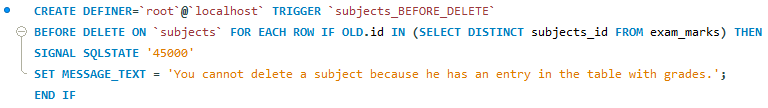 CREATE DEFINER=`root`@`localhost` TRIGGER `subjects_BEFORE_DELETE`
BEFORE DELETE ON `subjects` FOR EACH ROW IF OLD.id IN (SELECT DISTINCT subjects_id FROM exam_marks) THEN
SIGNAL SQLSTATE '45000'
SET MESSAGE_TEXT = 'You cannot delete a subject because he has an entry in the table with grades.';
END IF